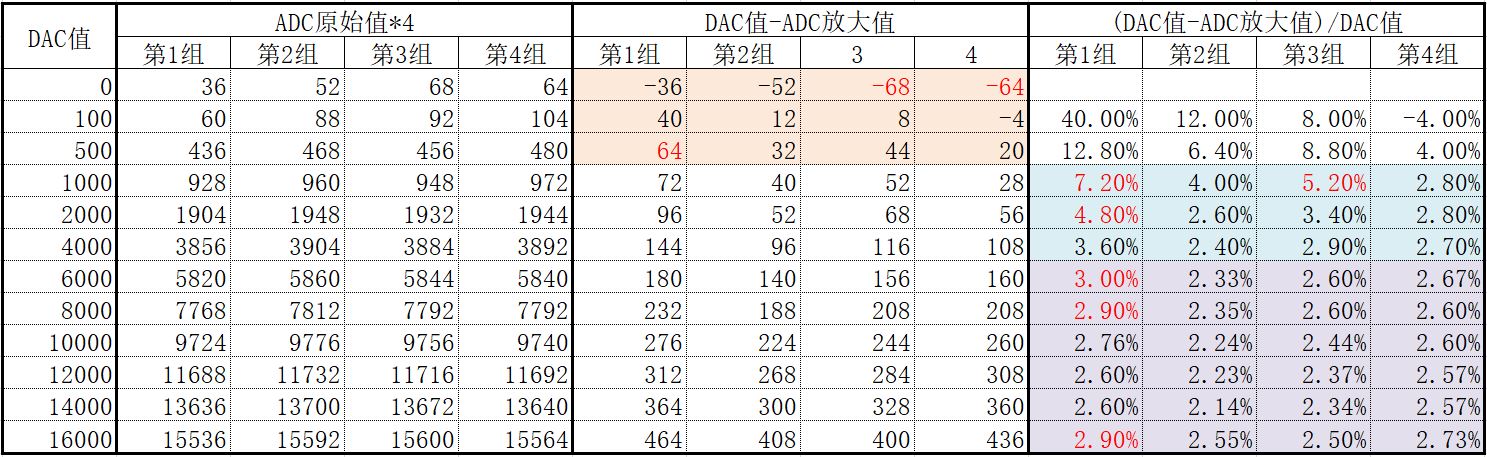 DAC值 ADC原始值*4 DAC值-ADC放大值 (DAC值-ADC放大值)/DAC值
第1组 第2组 第3组 第4组 第1组 第2组 3 4 第1组 第2组 第3组 第4组
0 36 52 68 64 -36 -52 -68 -64
100 60 88 92 104 40 12 8 -4 40.00% 12.00% 8.00% -4.00%
500 436 468 456 480 64 32 44 20 12.80% 6.40% 8.80% 4.00%
1000 928 960 948 972 72 40 52 28 7.20% 4.00% 5.20% 2.80%
2000 1904 1948 1932 1944 96 52 68 56 4.80% 2.60% 3.40% 2.80%
4000 3856 3904 3884 3892 144 96 116 108 3.60% 2.40% 2.90% 2.70%
6000 5820 5860 5844 5840 180 140 156 160 3.00% 2.33% 2.60% 2.67%
8000 7768 7812 7792 7792 232 188 208 208 2.90% 2.35% 2.60% 2.60%
10000 9724 9776 9756 9740 276 224 244 260 2.76% 2.24% 2.44% 2.60%
12000 11688 11732 11716 11692 312 268 284 308 2.60% 2.23% 2.37% 2.57%
14000 13636 13700 13672 13640 364 300 328 360 2.60% 2.14% 2.34% 2.57%
16000 15536 15592 15600 15564 464 408 400 436 2.90% 2.55% 2.50% 2.73%